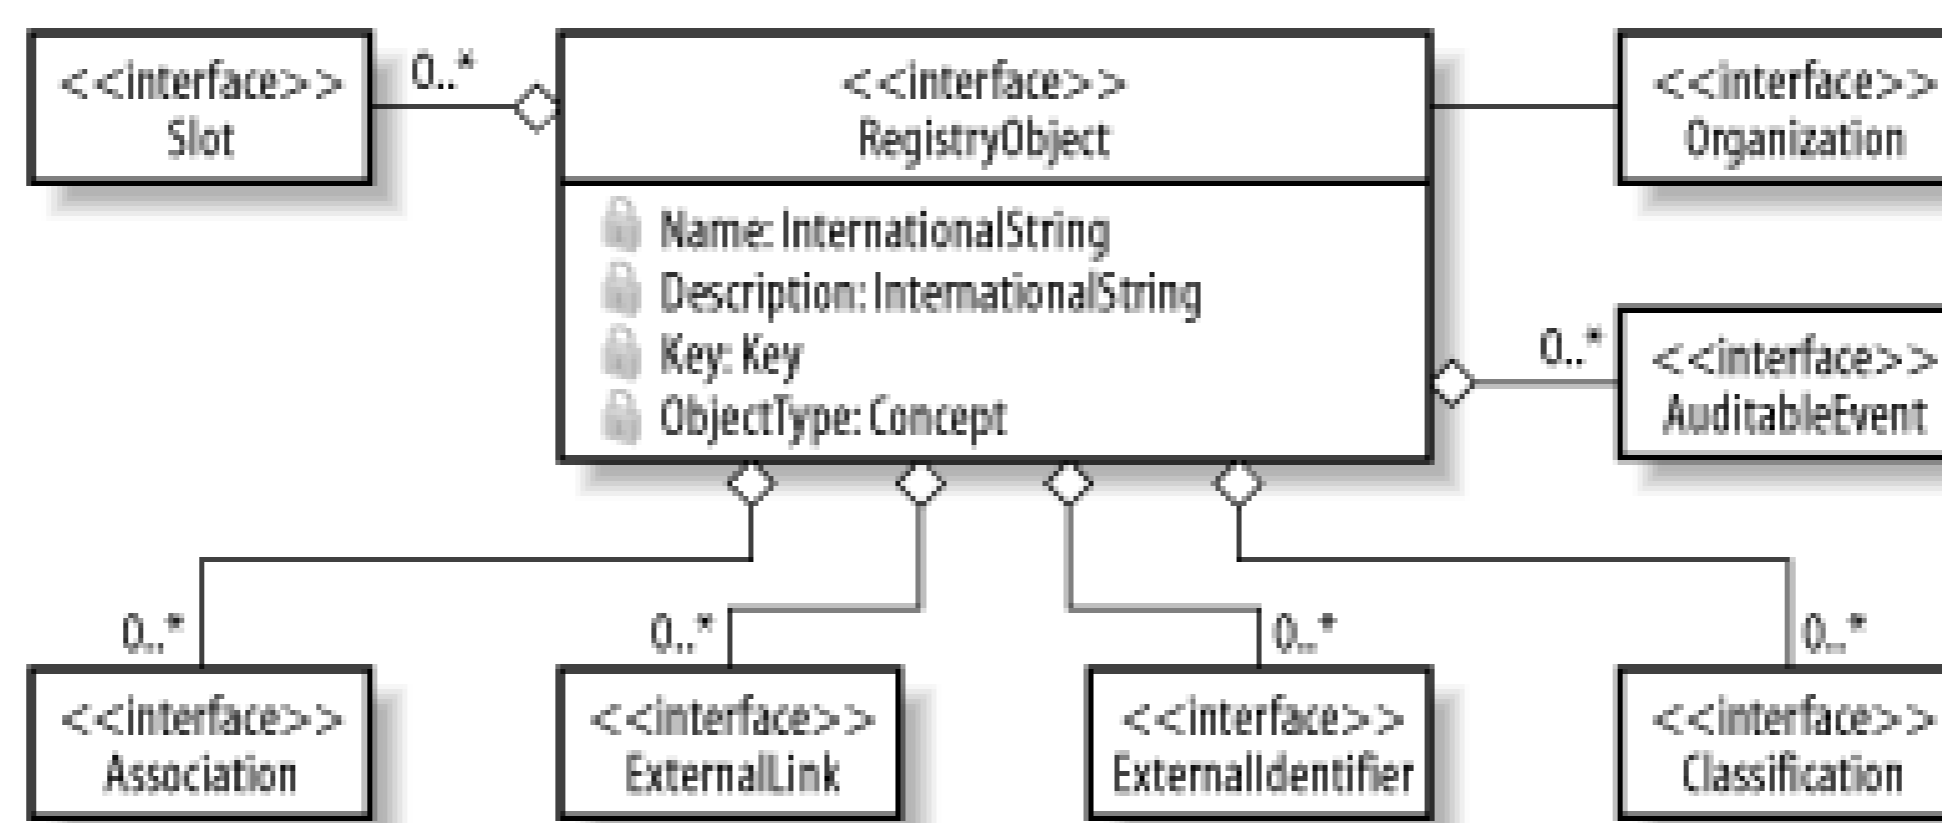 <<interface>>
Slot
0..*
<<interface>>
RegistryObject
Name: InternationalString
Description: InternationalString
Key: Key
ObjectType: Concept
<<interface>>
Organization
0..*
<<interface>>
AuditableEvent
0..*
<<interface>>
Association
0..*
<<interface>>
ExternalLink
0..*
<<interface>>
ExternalIdentifier
0..*
<<interface>>
Classification